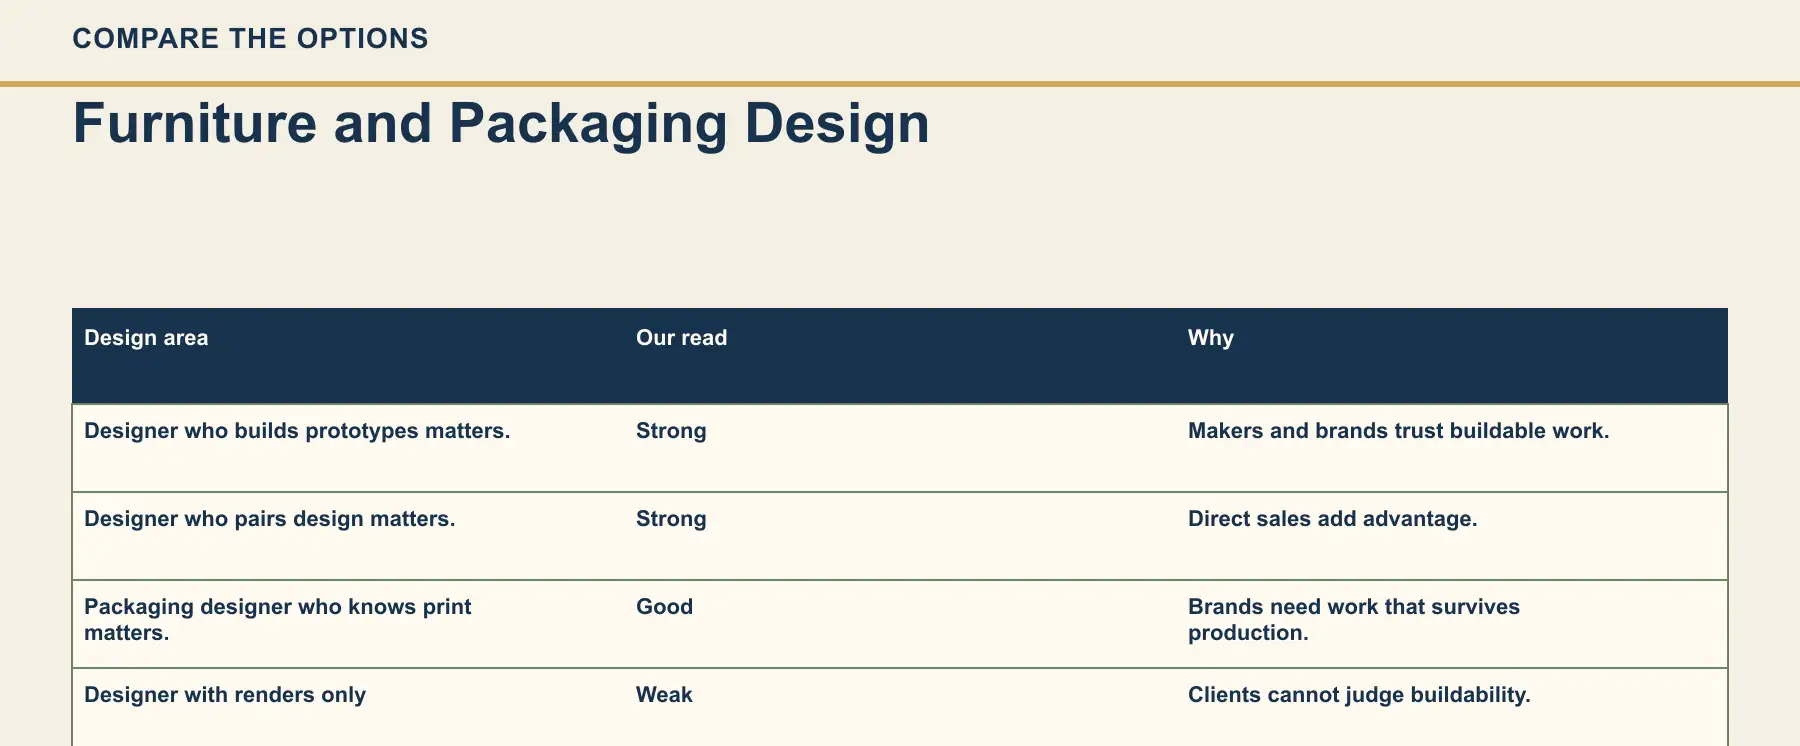 COMPARE THE OPTIONS
Furniture and Packaging Design
Design area Our read Why
Designer who builds prototypes matters. Strong Makers and brands trust buildable work.
Designer who pairs design matters. Strong Direct sales add advantage.
Packaging designer who knows print Good Brands need work that survives
matters. production.
Designer with renders only Weak Clients cannot judge buildability.